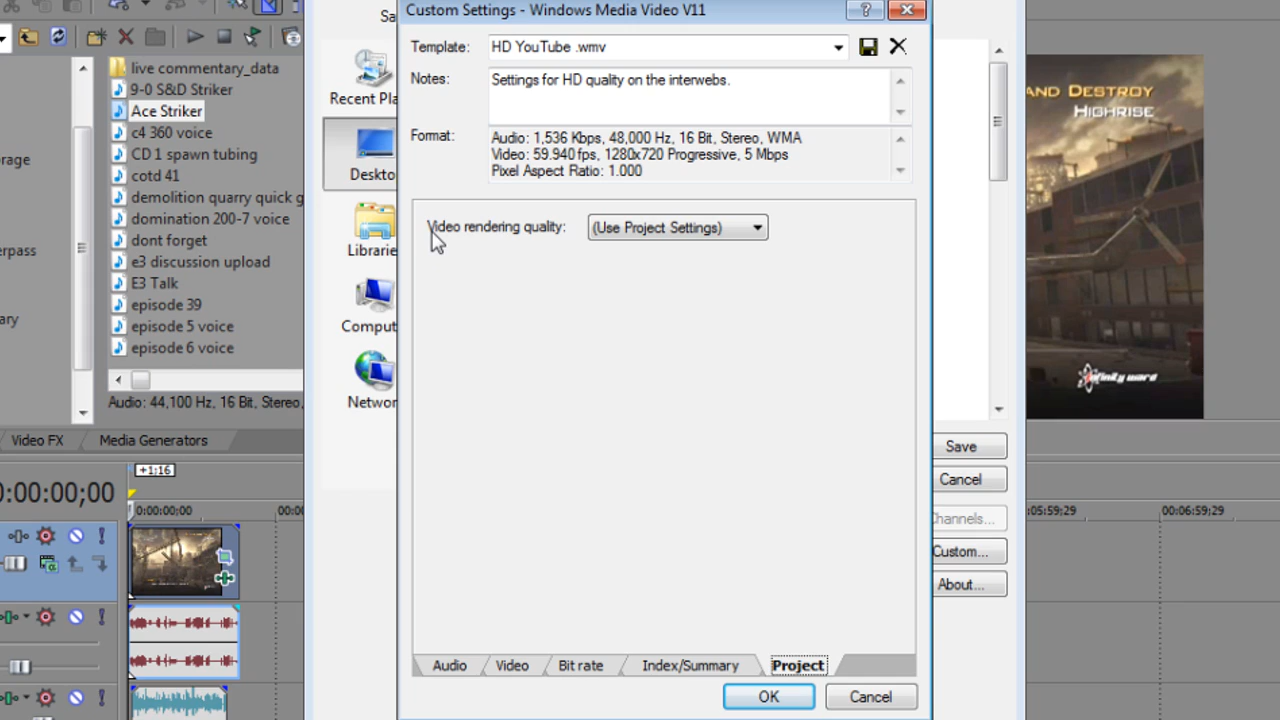 Custom Settings - Windows Media Video V11
Template:
HD YouTube .wmv
Notes:
Settings for HD quality on the interwebs.
Format:
Audio: 1,536 Kbps, 48,000 Hz, 16 Bit, Stereo, WMA
Video: 59.940 fps, 1280x720 Progressive, 5 Mbps
Pixel Aspect Ratio: 1.000
Video rendering quality:
(Use Project Settings)
Audio
Video
Bit rate
Index/Summary
Project
OK
Cancel
Sa
Recent Pla
Deskto
Librarie
Comput
Networ
Save
Cancel
Channels...
Custom...
About...
live commentary_data
9-0 S&D Striker
Ace Striker
c4 360 voice
CD 1 spawn tubing
cotd 41
demolition quarry quick g
domination 200-7 voice
dont forget
e3 discussion upload
E3 Talk
episode 39
episode 5 voice
episode 6 voice
Audio: 44,100 Hz, 16 Bit, Stereo,
orage
erpass
ary
Video FX
Media Generators
+1;16
0:00:00;00
0:00:00;00
0:00
:05:59;29
00:06:59;29
AND DESTROY
HIGHRISE
infinity ward